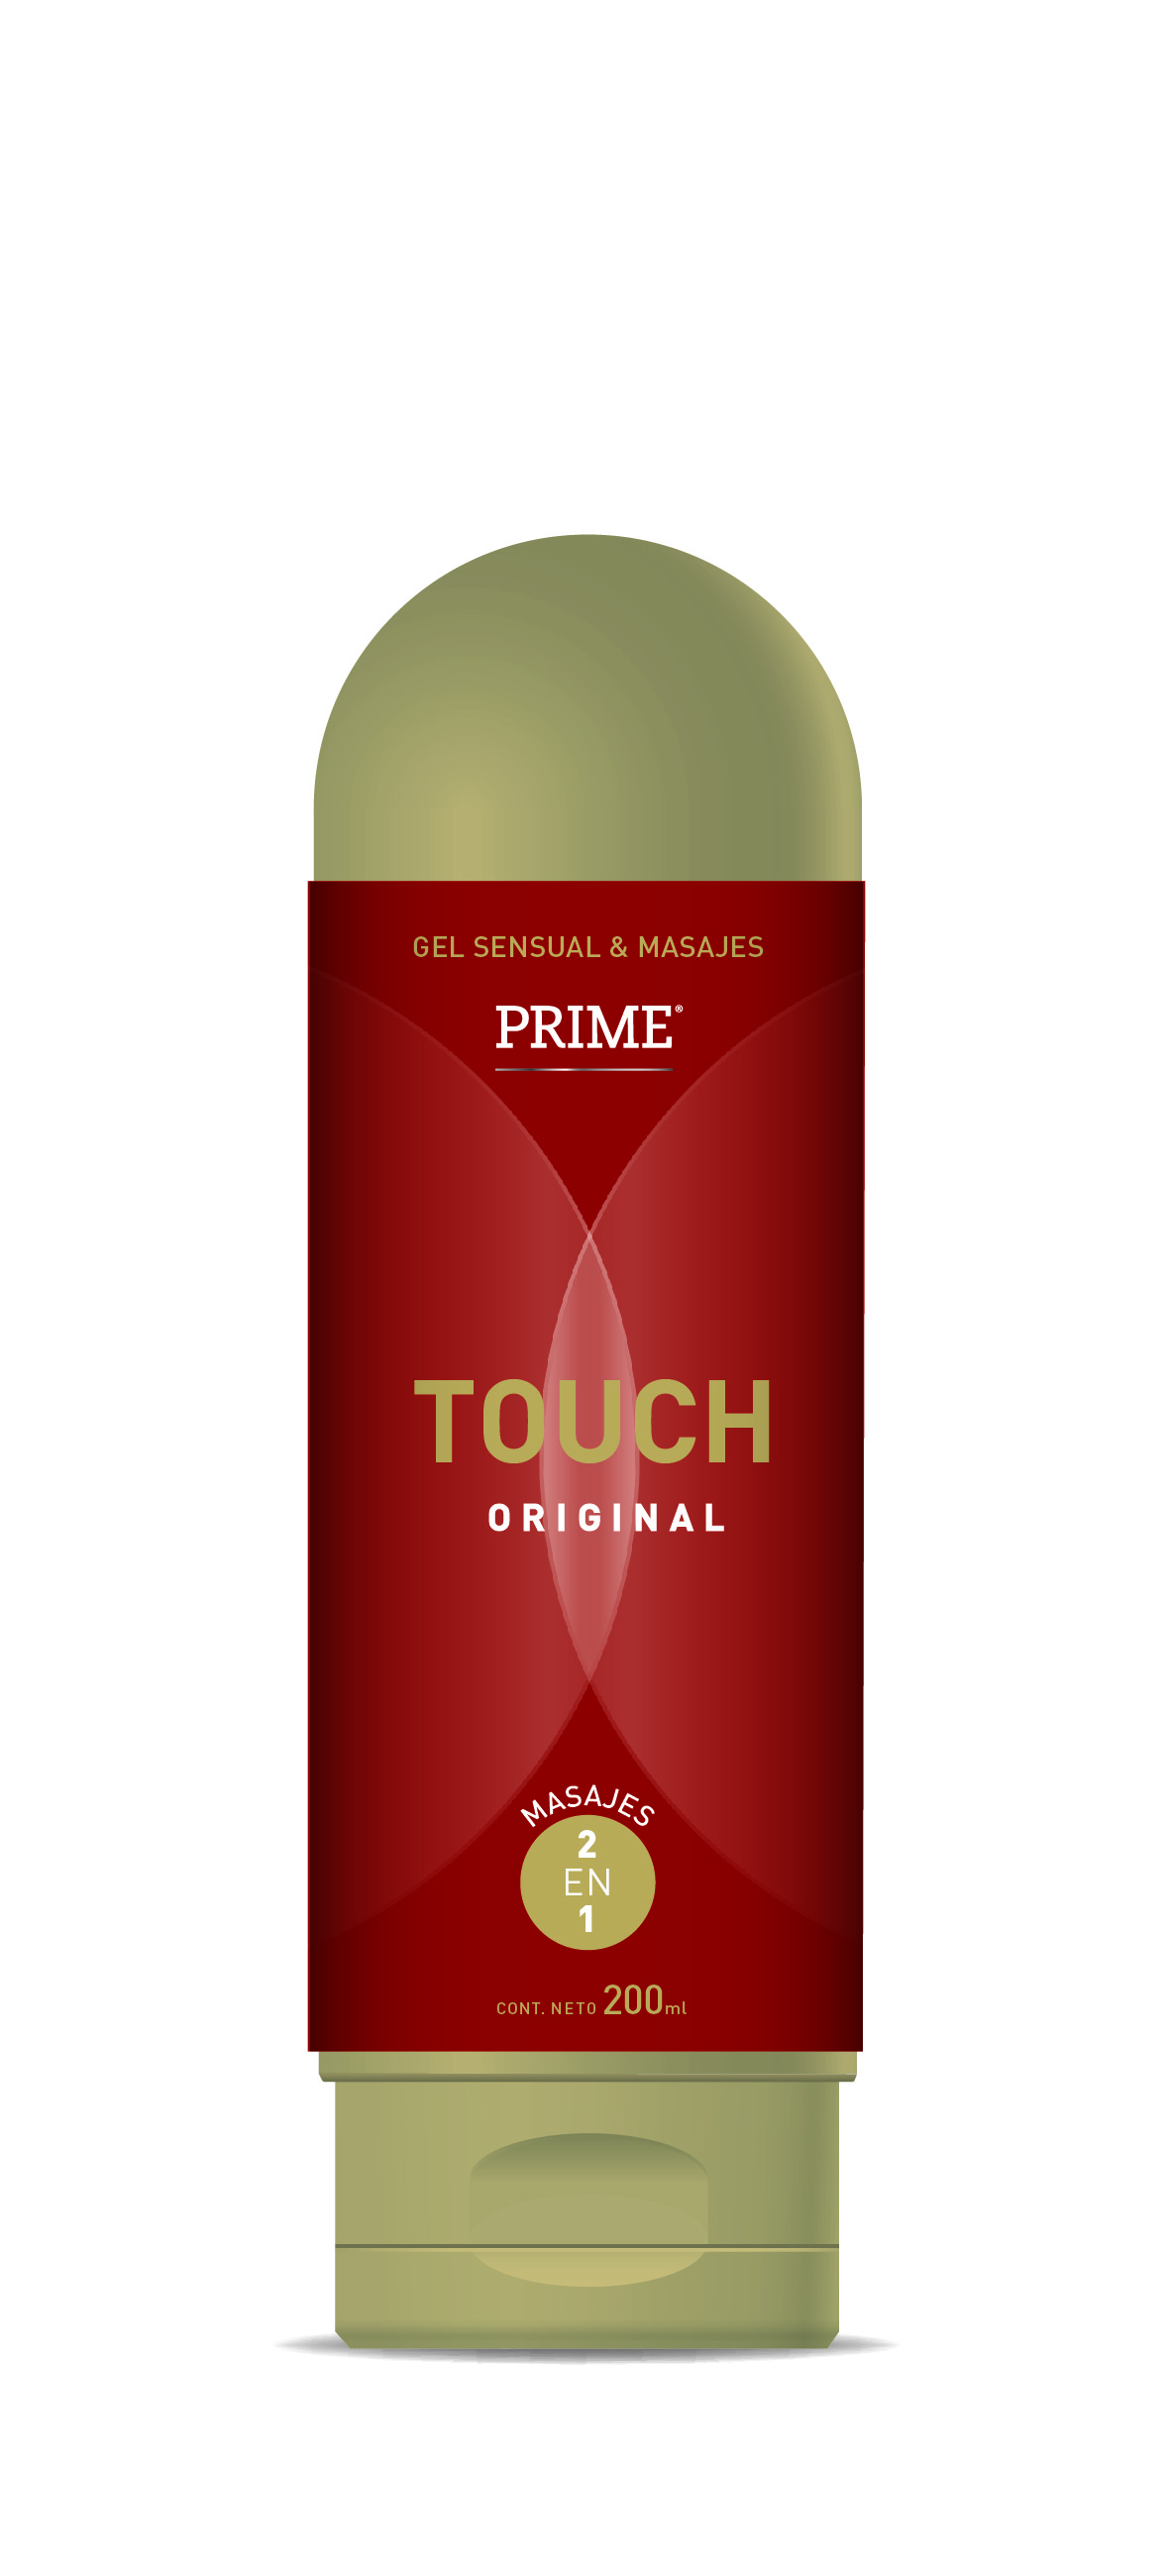 GEL SENSUAL & MASAJES
PRIME®
TOUCH
ORIGINAL
MASAJES
2
EN
1
CONT. NETO 200ml